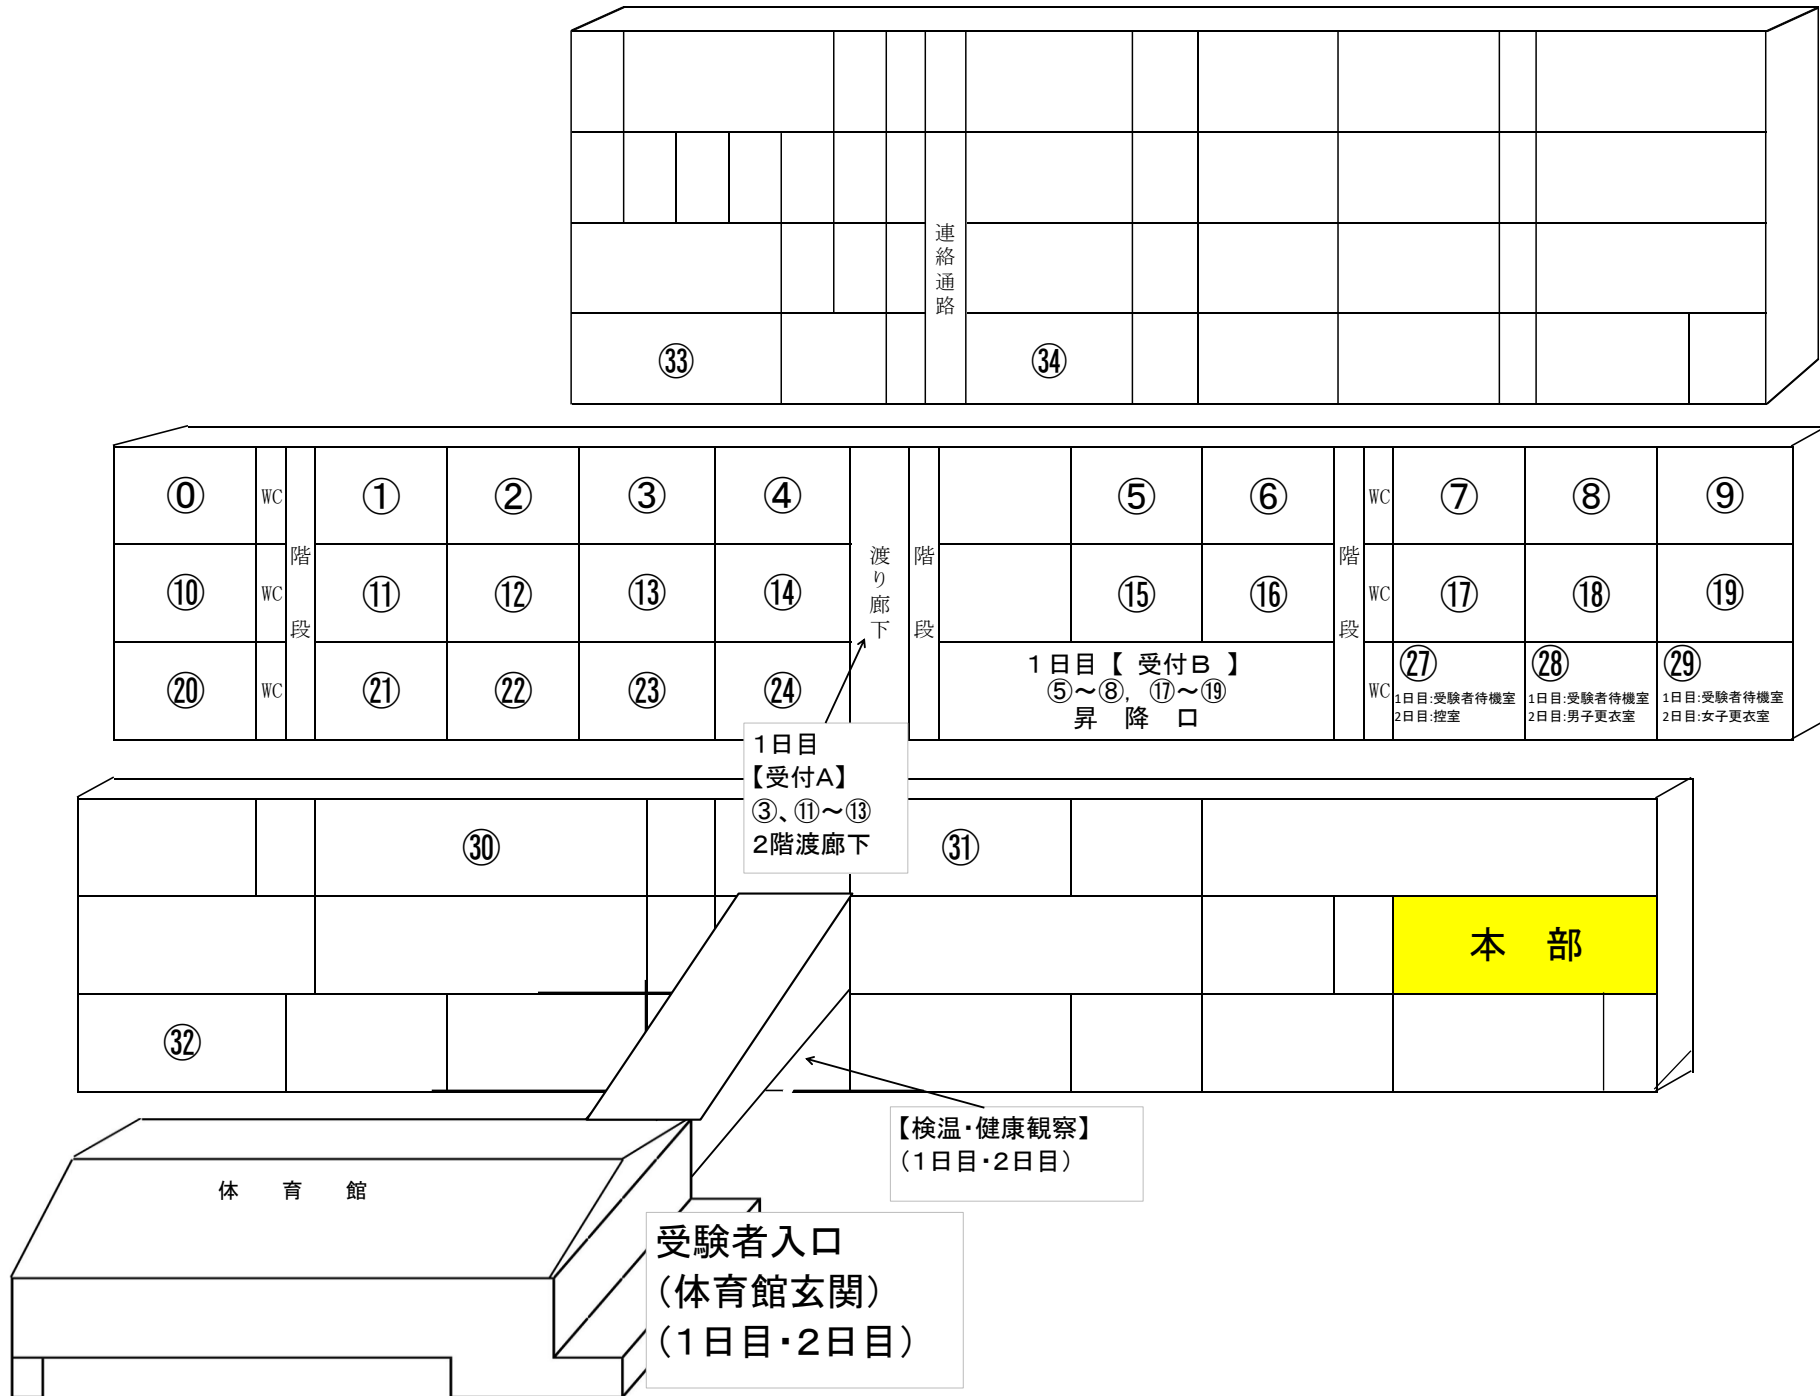 連絡通路
㉝
㉞
⓪
WC
①
②
③
④
⑤
⑥
WC
⑦
⑧
⑨
階段
渡り廊下
階段
階段
⑩
WC
⑪
⑫
⑬
⑭
⑮
⑯
WC
⑰
⑱
⑲
⑳
WC
㉑
㉒
㉓
㉔
1日目【 受付B 】
⑤～⑧, ⑰～⑲
昇 降 口
WC
㉗
1日目:受験者待機室
2日目:控室
㉘
1日目:受験者待機室
2日目:男子更衣室
㉙
1日目:受験者待機室
2日目:女子更衣室
1日目
【受付A】
③、⑪～⑬
2階渡廊下
㉚
㉛
本 部
㉜
【検温・健康観察】
（1日目・2日目）
体 育 館
受験者入口
（体育館玄関）
（1日目・2日目）